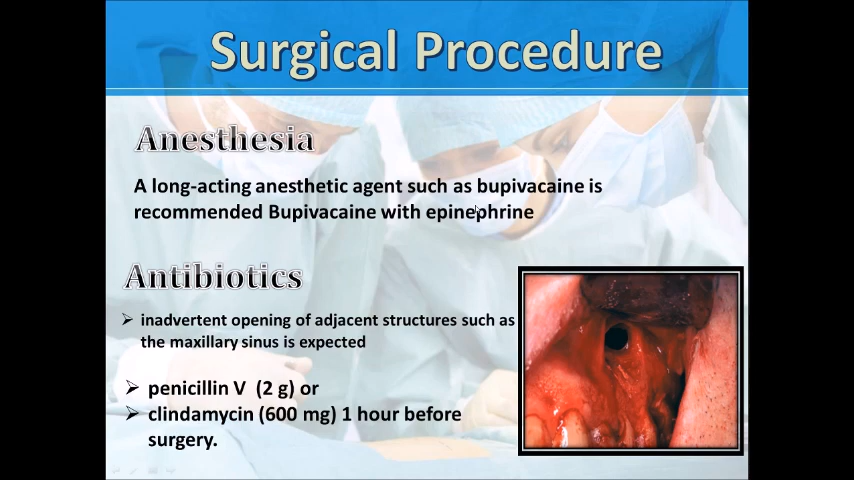 Surgical Procedure
Anesthesia
A long-acting anesthetic agent such as bupivacaine is
recommended Bupivacaine with epinephrine
Antibiotics
➢ inadvertent opening of adjacent structures such as
the maxillary sinus is expected
➢ penicillin V (2 g) or
➢ clindamycin (600 mg) 1 hour before
surgery.